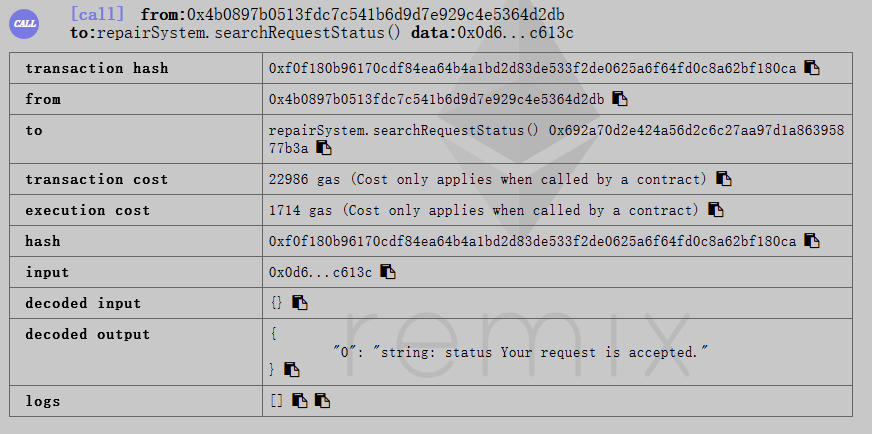 CALL
[call] from:0x4b0897b0513fdc7c541b6d9d7e929c4e5364d2db
to:repairSystem.searchRequestStatus() data:0x0d6...c613c
transaction hash 0xf0f180b96170cdf84ea64b4a1bd2d83de533f2de0625a6f64fd0c8a62bf180ca
from 0x4b0897b0513fdc7c541b6d9d7e929c4e5364d2db
to repairSystem.searchRequestStatus() 0x692a70d2e424a56d2c6c27aa97d1a863958
77b3a
transaction cost 22986 gas (Cost only applies when called by a contract)
execution cost 1714 gas (Cost only applies when called by a contract)
hash 0xf0f180b96170cdf84ea64b4a1bd2d83de533f2de0625a6f64fd0c8a62bf180ca
input 0x0d6...c613c
decoded input {}
decoded output {
"0": "string: status Your request is accepted."
}
logs []
remix